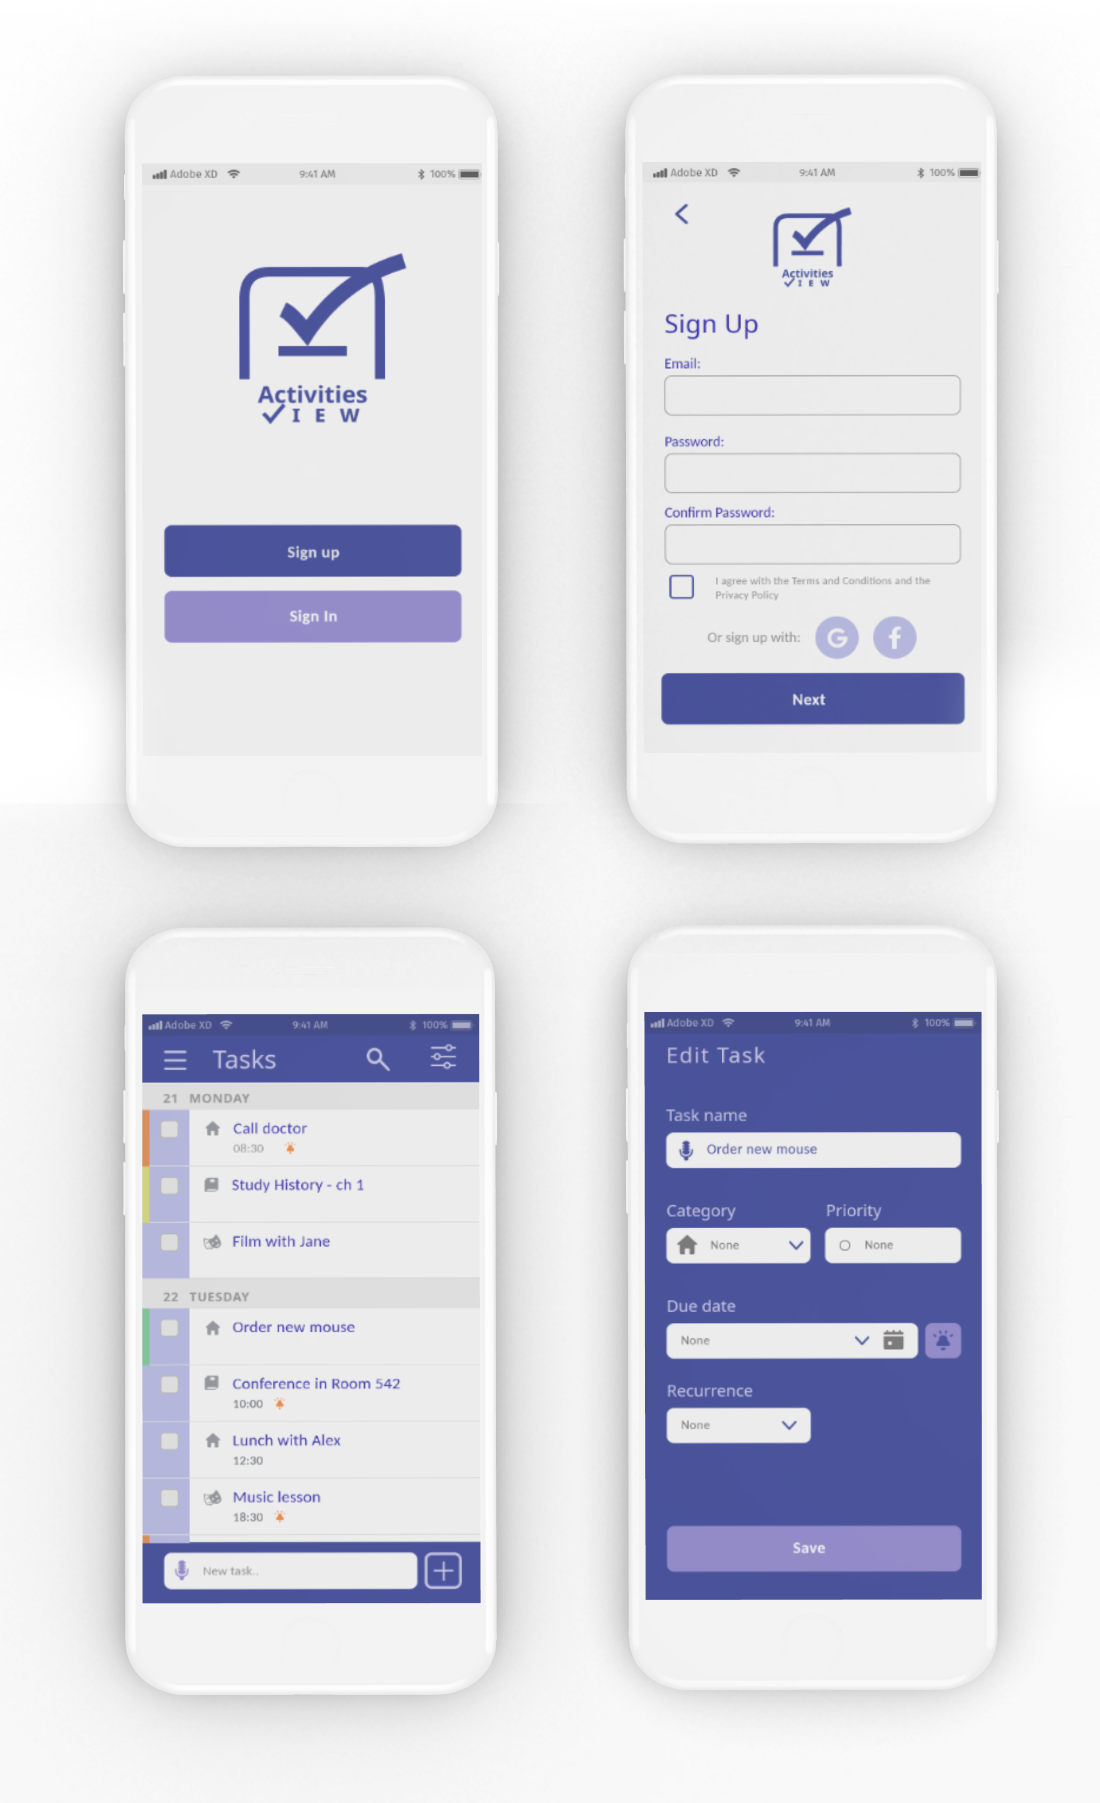 Adobe XD 9:41 AM 100%
Activities
I E W
Sign up
Sign In
Adobe XD 9:41 AM 100%
Activities
I E W
Sign Up
Email:
Password:
Confirm Password:
I agree with the Terms and Conditions and the
Privacy Policy
Or sign up with: G f
Next
Adobe XD 9:41 AM 100%
Tasks
21 MONDAY
Call doctor
08:30
Study History - ch 1
Film with Jane
22 TUESDAY
Order new mouse
Conference in Room 542
10:00
Lunch with Alex
12:30
Music lesson
18:30
New task..
Adobe XD 9:41 AM 100%
Edit Task
Task name
Order new mouse
Category Priority
None None
Due date
None
Recurrence
None
Save